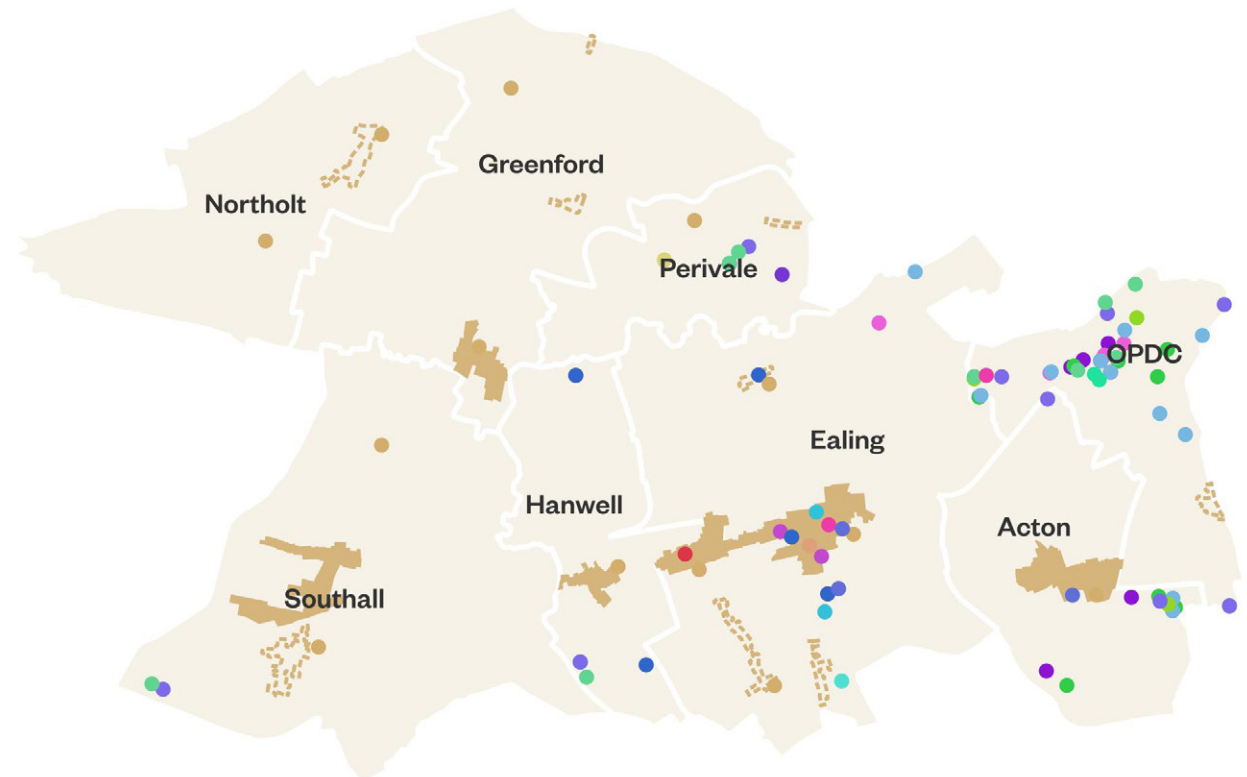 Greenford
Northolt
Perivale
OPDC
Ealing
Hanwell
Acton
Southall